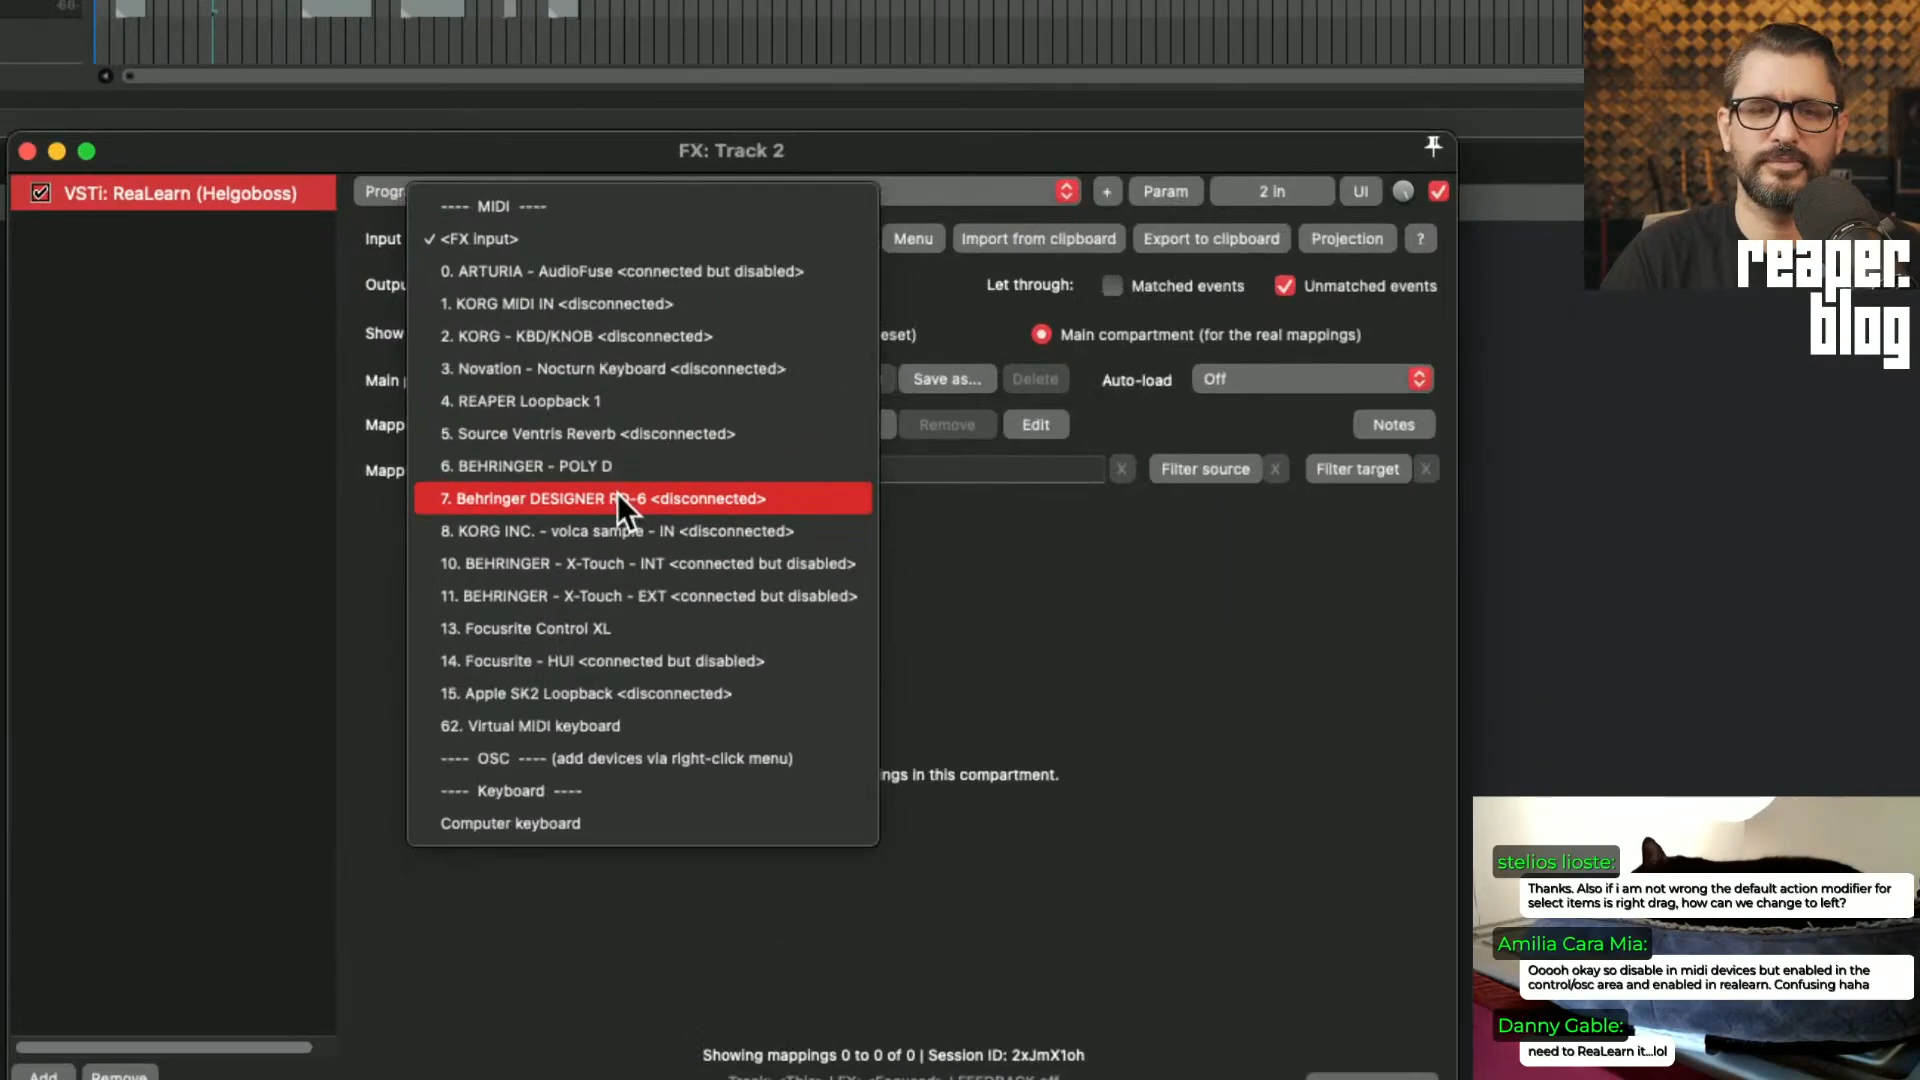 -60-
FX: Track 2
VSTi: ReaLearn (Helgoboss)
Progr
+
Param
2 in
UI
Input
Menu
Import from clipboard
Export to clipboard
Projection
?
Outpu
Let through:
Matched events
Unmatched events
Show
eset)
Main compartment (for the real mappings)
Main p
Save as...
Delete
Auto-load
Off
Mapp
Remove
Edit
Notes
Mapp
X
Filter source
X
Filter target
X
---- MIDI ----
✓ <FX input>
0. ARTURIA - AudioFuse <connected but disabled>
1. KORG MIDI IN <disconnected>
2. KORG - KBD/KNOB <disconnected>
3. Novation - Nocturn Keyboard <disconnected>
4. REAPER Loopback 1
5. Source Ventris Reverb <disconnected>
6. BEHRINGER - POLY D
7. Behringer DESIGNER RD-6 <disconnected>
8. KORG INC. - volca sample - IN <disconnected>
10. BEHRINGER - X-Touch - INT <connected but disabled>
11. BEHRINGER - X-Touch - EXT <connected but disabled>
13. Focusrite Control XL
14. Focusrite - HUI <connected but disabled>
15. Apple SK2 Loopback <disconnected>
62. Virtual MIDI keyboard
---- OSC ---- (add devices via right-click menu)
---- Keyboard ----
Computer keyboard
ngs in this compartment.
Showing mappings 0 to 0 of 0 | Session ID: 2xJmX1oh
Track: <This> | FX: <Focused> | FEEDBACK off
Add
Remove
reaper.
blog
stelios lioste:
Thanks. Also if i am not wrong the default action modifier for
select items is right drag, how can we change to left?
Amilia Cara Mia:
Ooooh okay so disable in midi devices but enabled in the
control/osc area and enabled in realearn. Confusing haha
Danny Gable:
need to ReaLearn it...lol